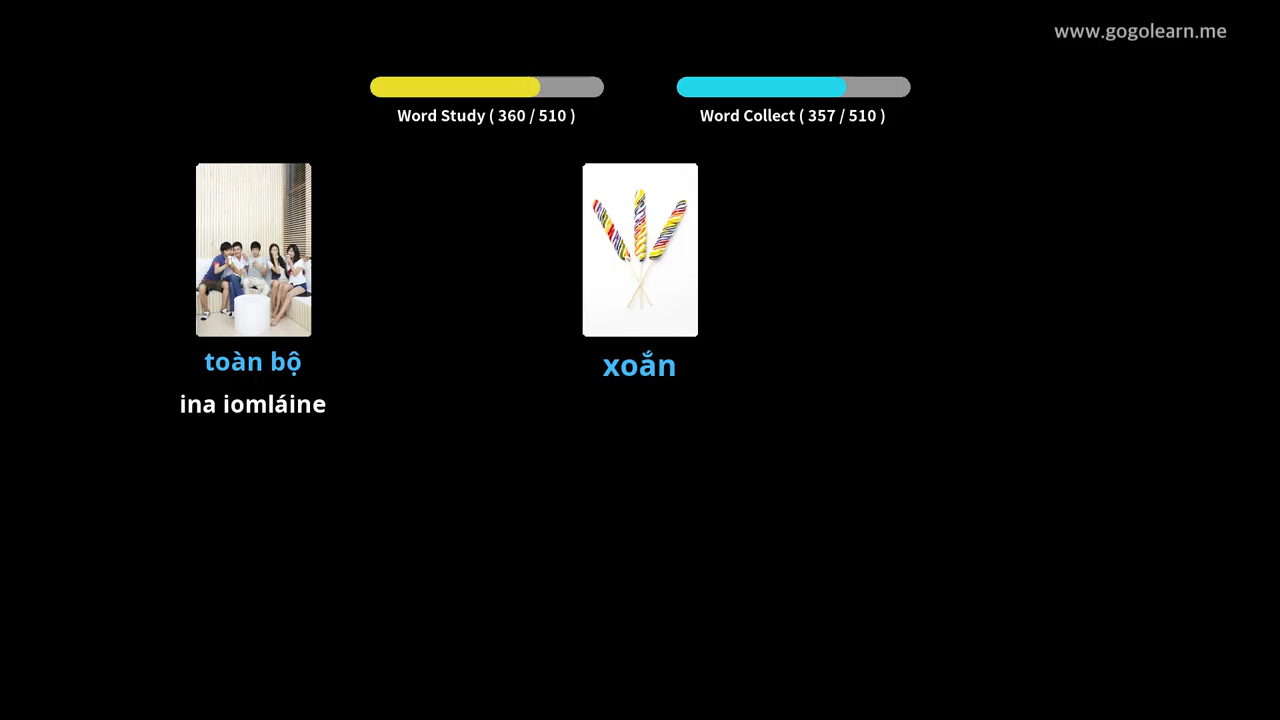 www.gogolearn.me
Word Study ( 360 / 510 )
Word Collect ( 357 / 510 )
toàn bộ
ina iomláine
xoắn